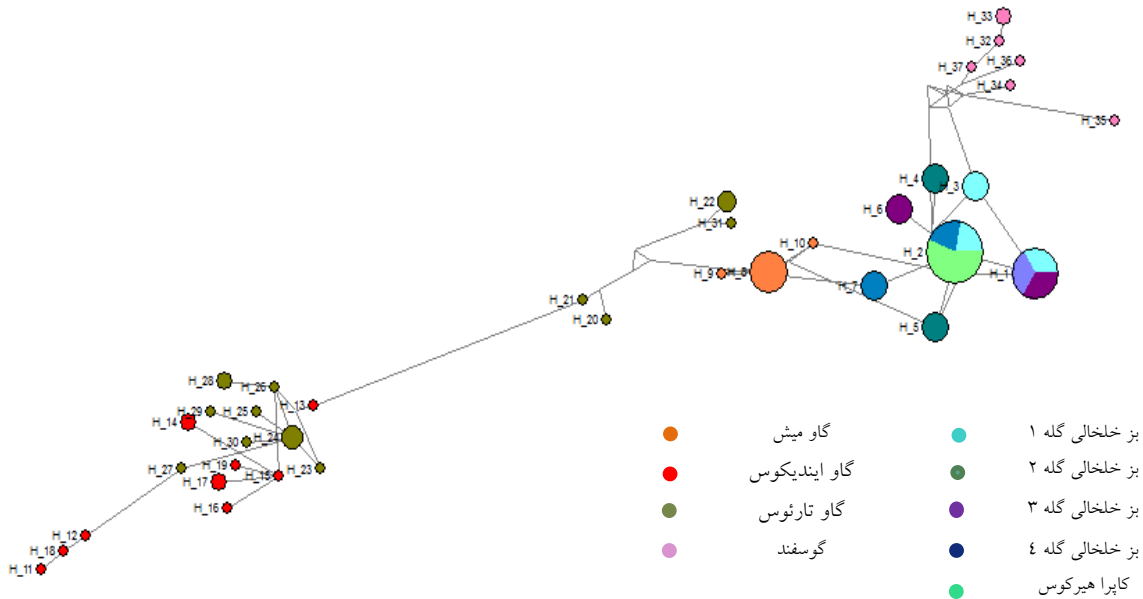 H_33
H_32
H_36
H_37
H_34
H_35
H_4
H_3
H_22
H_6
H_31
H_10
H_2
H_9
H_8
H_1
H_7
H_21
H_20
H_5
H_28
H_26
H_13
H_29
H_25
H_14
H_30
H_24
H_27
H_19
H_15
H_23
H_17
H_16
H_12
H_18
H_11
گاو میش
گاو ایندیکوس
گاو تارئوس
گوسفند
بز خلخالی گله ۱
بز خلخالی گله ۲
بز خلخالی گله ۳
بز خلخالی گله ٤
کاپرا هیرکوس